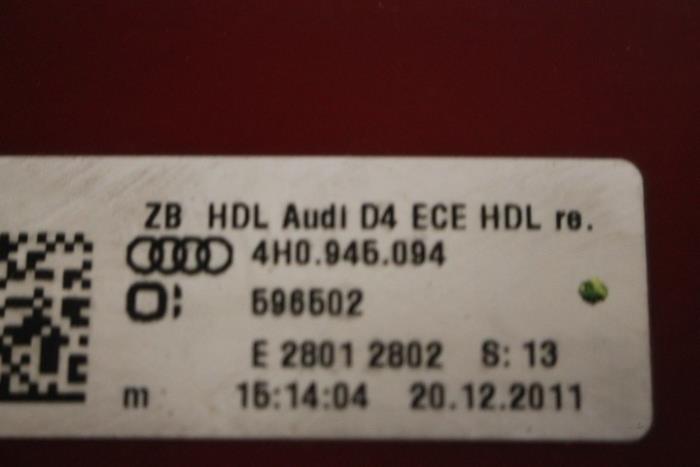 ZB HDL Audi D4 ECE HDL re.
4H0.945.094
596502
E 2801 2802 S: 13
m 15:14:04 20.12.2011